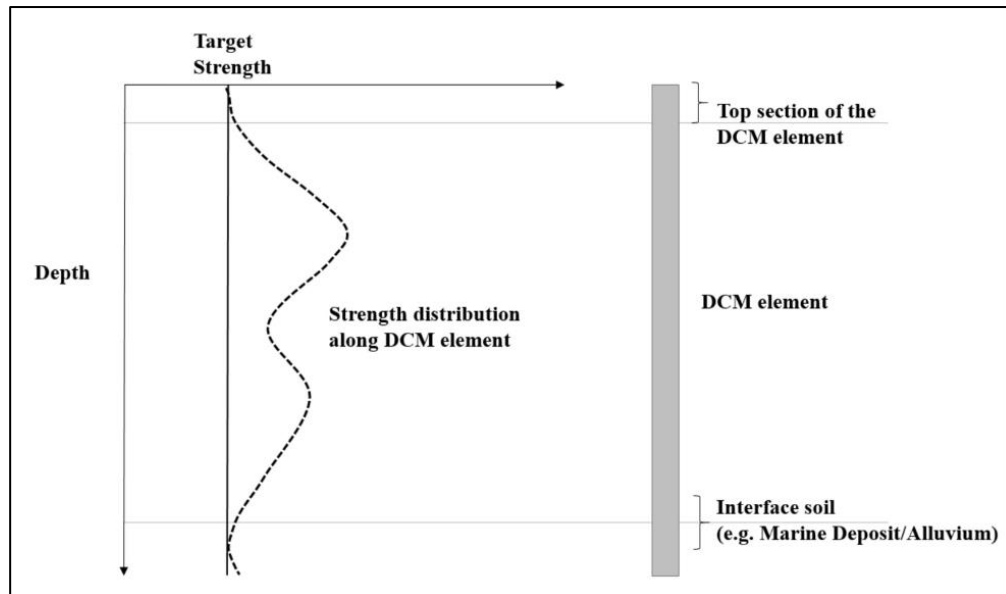 Target
Strength
Top section of the
DCM element
Depth
DCM element
Strength distribution
along DCM element
Interface soil
(e.g. Marine Deposit/Alluvium)